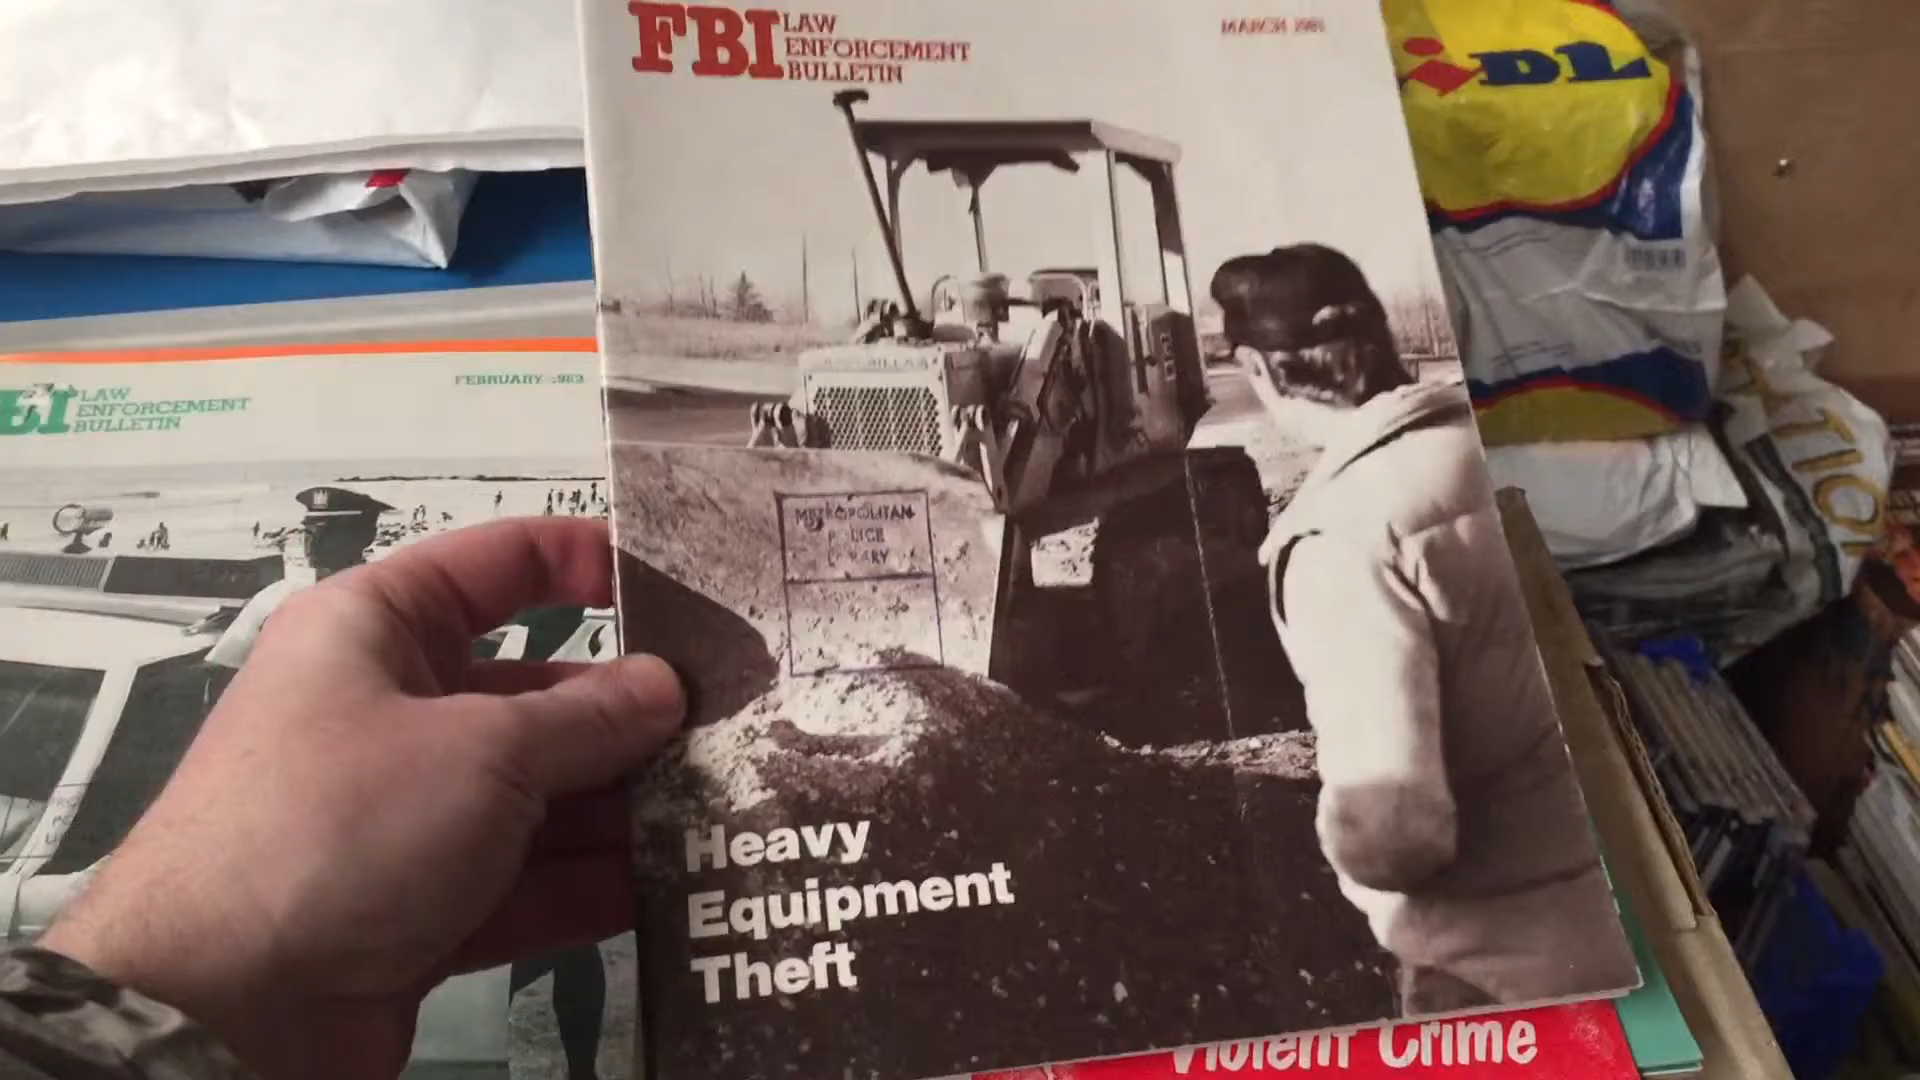 FBI LAW
ENFORCEMENT
BULLETIN
MARCH
LIDL
FEBRUARY 1983
FBI LAW
ENFORCEMENT
BULLETIN
CATERPILLAR
METROPOLITAN
POLICE
LIBRARY
Heavy
Equipment
Theft
Violent Crime